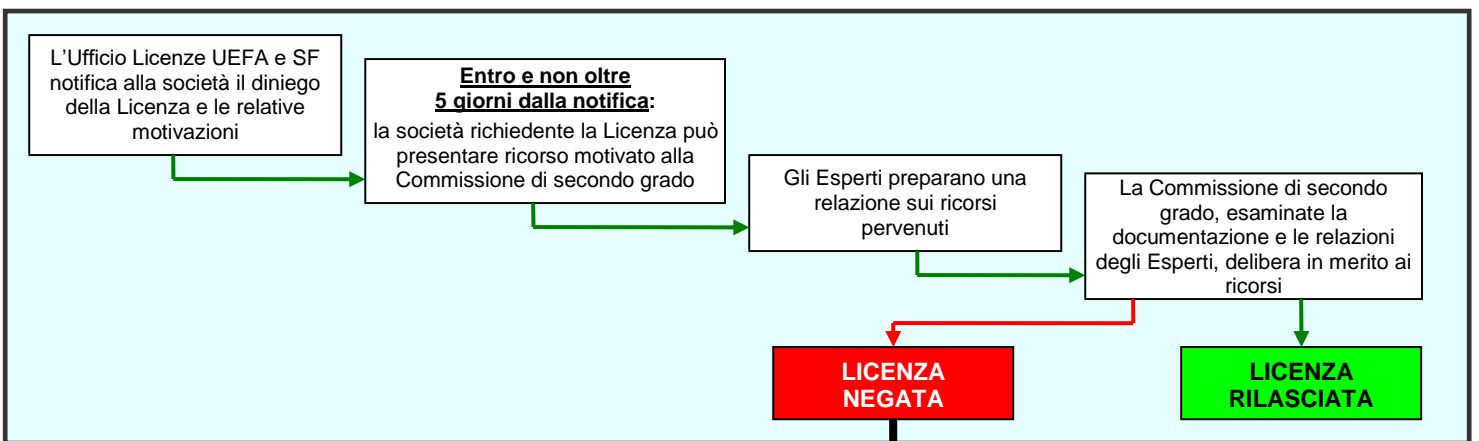 L’Ufficio Licenze UEFA e SF
notifica alla società il diniego
della Licenza e le relative
motivazioni
Entro e non oltre
5 giorni dalla notifica:
la società richiedente la Licenza può
presentare ricorso motivato alla
Commissione di secondo grado
Gli Esperti preparano una
relazione sui ricorsi
pervenuti
La Commissione di secondo
grado, esaminate la
documentazione e le relazioni
degli Esperti, delibera in merito ai
ricorsi
LICENZA
NEGATA
LICENZA
RILASCIATA